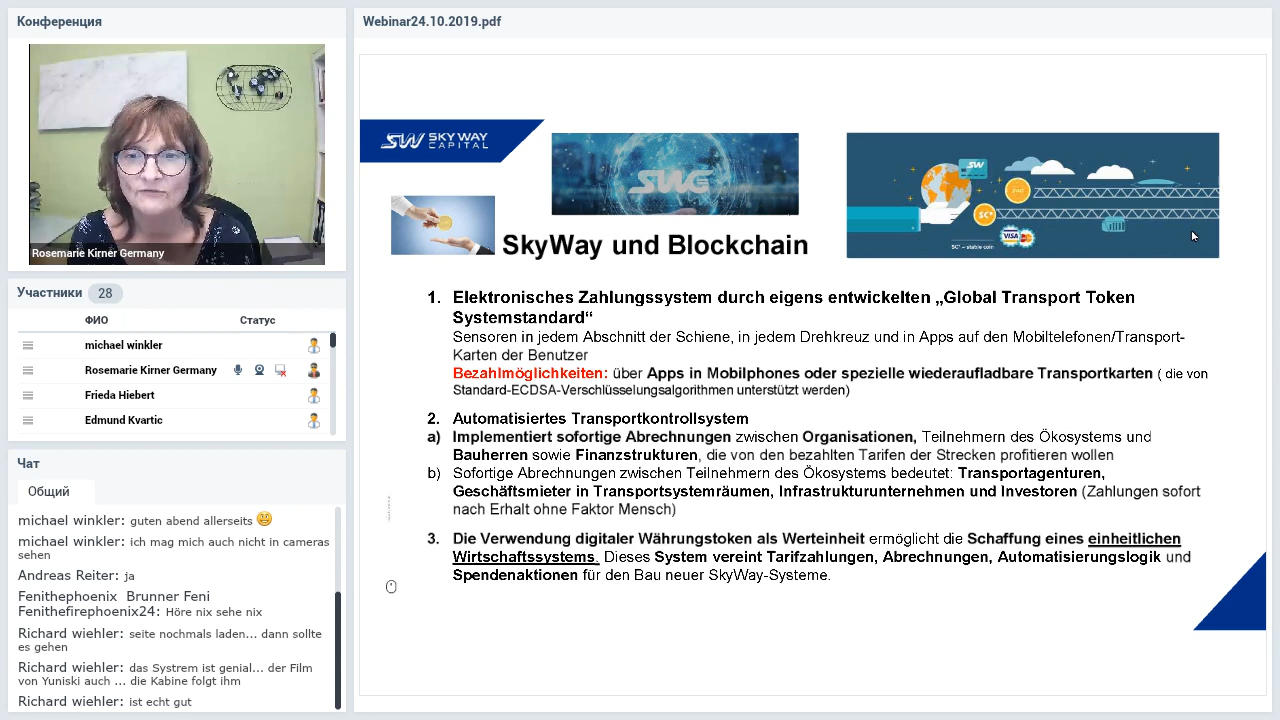 Конференция
Rosemarie Kirner Germany
Участники 28
ФИО Статус
michael winkler
Rosemarie Kirner Germany
Frieda Hiebert
Edmund Kvartic
Чат
Общий
michael winkler: guten abend allerseits
michael winkler: ich mag mich auch nicht in cameras
sehen
Andreas Reiter: ja
Fenithephoenix Brunner Feni
Fenithefirephoenix24: Höre nix sehe nix
Richard wiehler: seite nochmals laden... dann sollte
es gehen
Richard wiehler: das Systrem ist genial... der Film
von Yuniski auch ... die Kabine folgt ihm
Richard wiehler: ist echt gut
Webinar24.10.2019.pdf
SW SKYWAY
CAPITAL
SWC
SW
SWC
SC*
VISA
SC* – stable coin
SkyWay und Blockchain
1. Elektronisches Zahlungssystem durch eigens entwickelten „Global Transport Token
Systemstandard“
Sensoren in jedem Abschnitt der Schiene, in jedem Drehkreuz und in Apps auf den Mobiltelefonen/Transport-
Karten der Benutzer
Bezahlmöglichkeiten: über Apps in Mobilphones oder spezielle wiederaufladbare Transportkarten ( die von
Standard-ECDSA-Verschlüsselungsalgorithmen unterstützt werden)
2. Automatisiertes Transportkontrollsystem
a) Implementiert sofortige Abrechnungen zwischen Organisationen, Teilnehmern des Ökosystems und
Bauherren sowie Finanzstrukturen, die von den bezahlten Tarifen der Strecken profitieren wollen
b) Sofortige Abrechnungen zwischen Teilnehmern des Ökosystems bedeutet: Transportagenturen,
Geschäftsmieter in Transportsystemräumen, Infrastrukturunternehmen und Investoren (Zahlungen sofort
nach Erhalt ohne Faktor Mensch)
3. Die Verwendung digitaler Währungstoken als Werteinheit ermöglicht die Schaffung eines einheitlichen
Wirtschaftssystems. Dieses System vereint Tarifzahlungen, Abrechnungen, Automatisierungslogik und
Spendenaktionen für den Bau neuer SkyWay-Systeme.